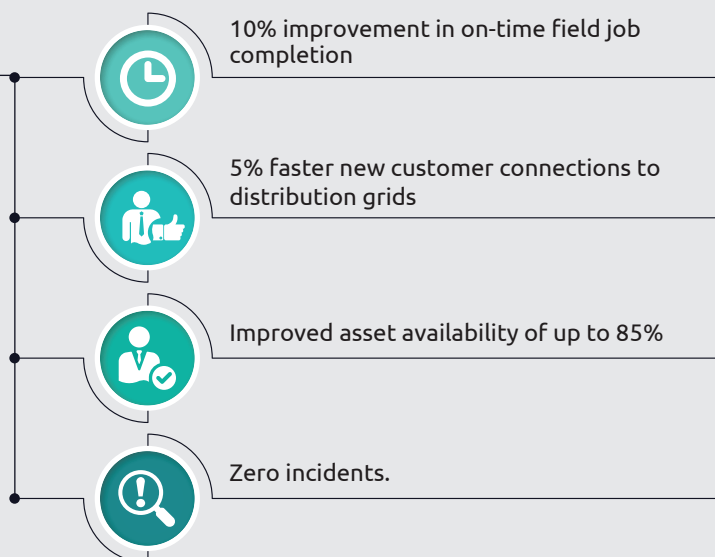 10% improvement in on-time field job
completion
5% faster new customer connections to
distribution grids
Improved asset availability of up to 85%
Zero incidents.